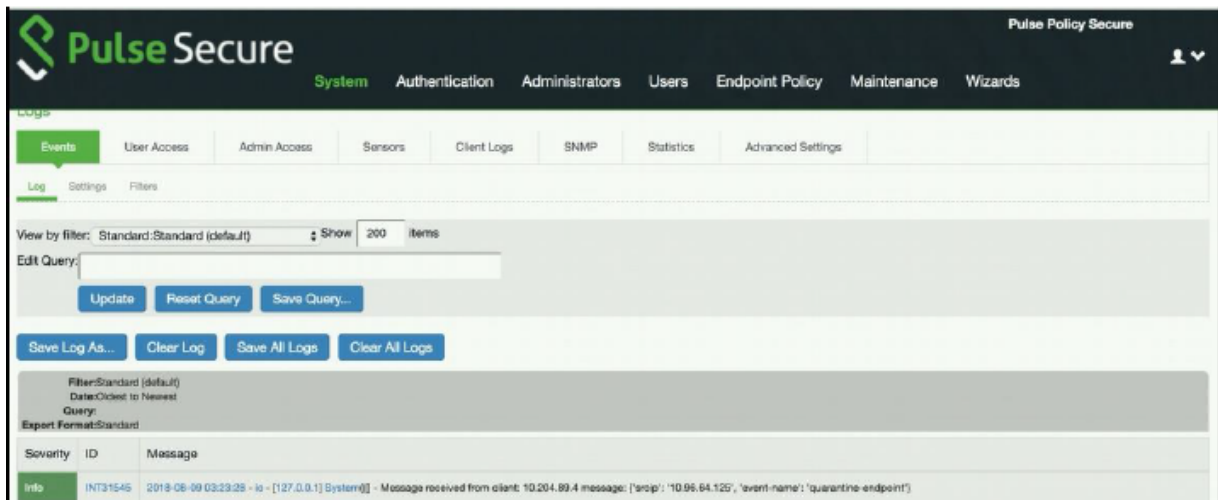 Pulse Policy Secure
Pulse Secure
System Authentication Administrators Users Endpoint Policy Maintenance Wizards
Logs
Events User Access Admin Access Sensors Client Logs SNMP Statistics Advanced Settings
Log Settings Filters
View by filter: Standard:Standard (default) Show 200 items
Edit Query:
Update Reset Query Save Query...
Save Log As... Clear Log Save All Logs Clear All Logs
Filter:Standard (default)
Date:Oldest to Newest
Query:
Export Format:Standard
Severity ID Message
Info INT31545 2018-08-09 03:23:28 - ic - [127.0.0.1] System()[] - Message received from client: 10.204.89.4 message: {'srcip': '10.96.64.125', 'event-name': 'quarantine-endpoint'}